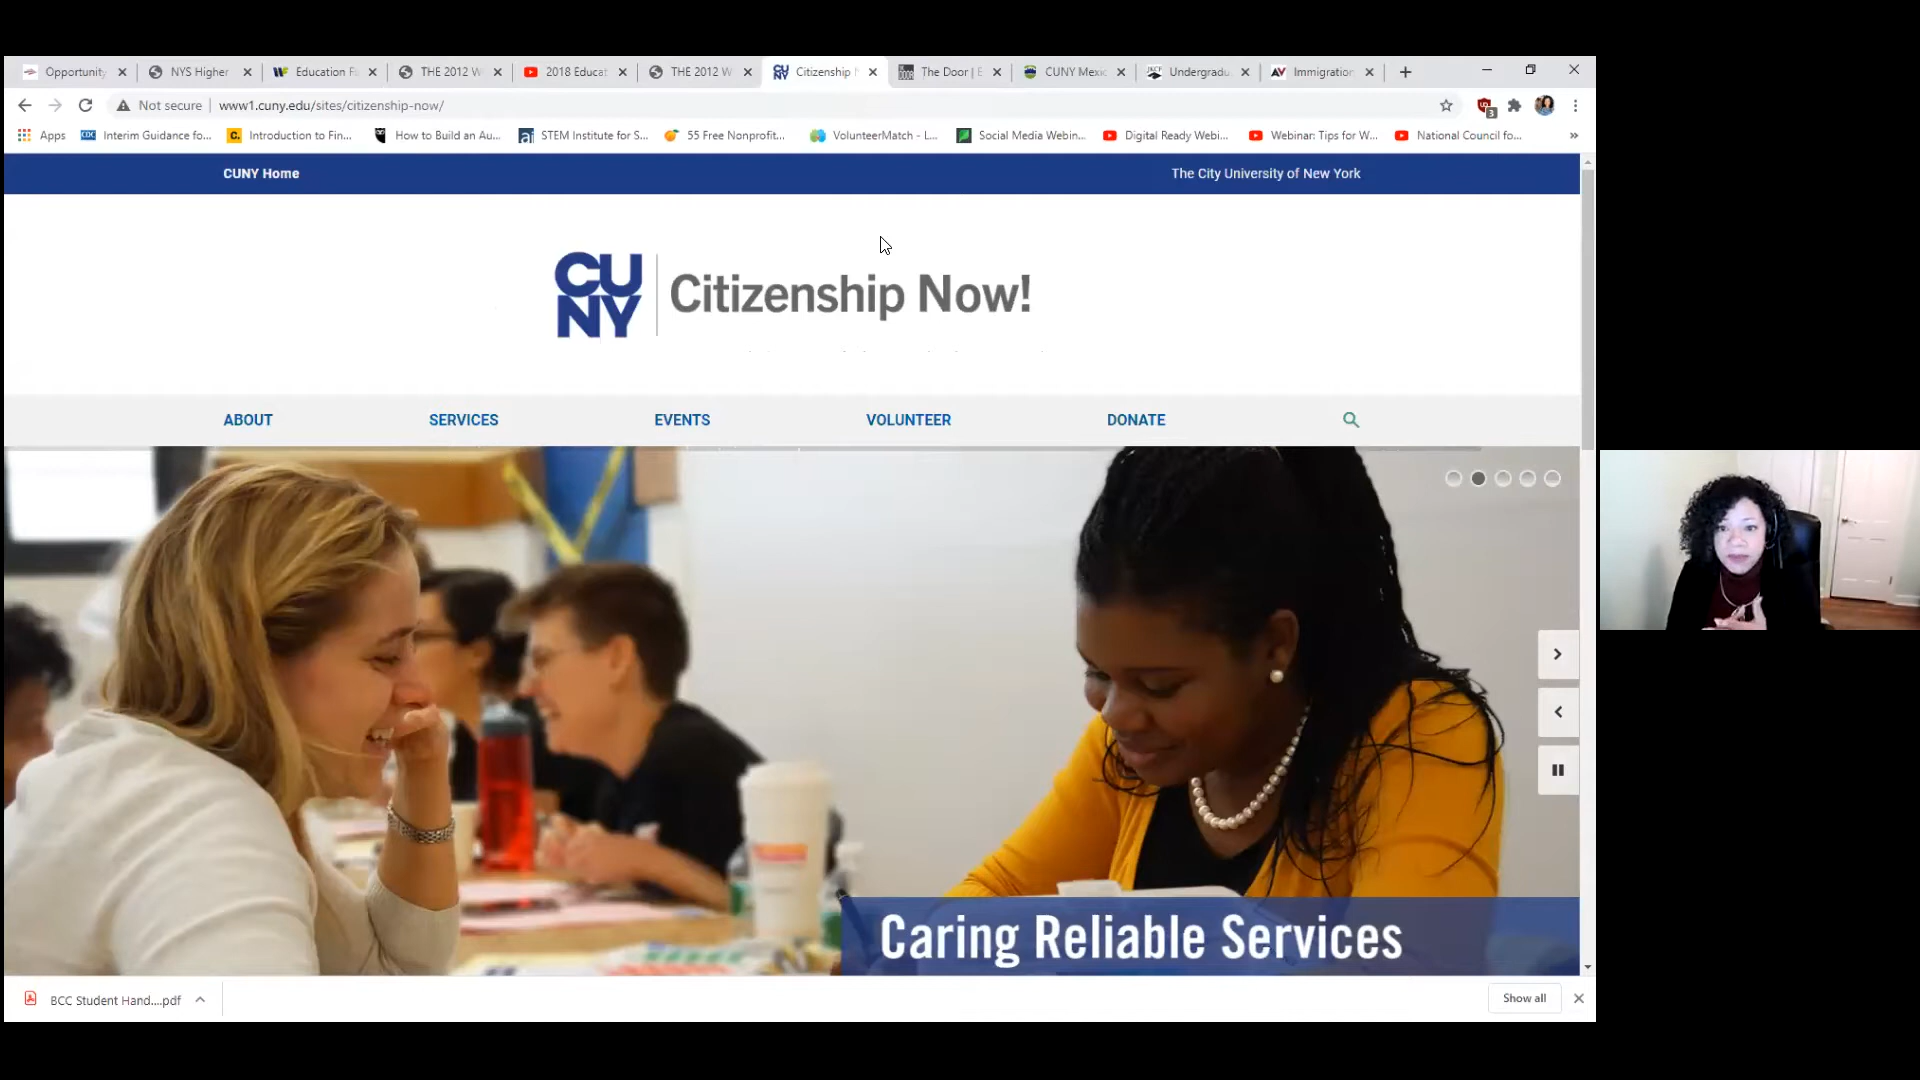 Opportunity
NYS Higher
Education F
THE 2012 W
2018 Educat
THE 2012 W
Citizenship
The Door | E
CUNY Mexic
Undergradu
Immigration
Not secure
www1.cuny.edu/sites/citizenship-now/
3
Apps
CDC
Interim Guidance fo...
Introduction to Fin...
How to Build an Au...
STEM Institute for S...
55 Free Nonprofit...
VolunteerMatch - L...
Social Media Webin...
Digital Ready Webi...
Webinar: Tips for W...
National Council fo...
CUNY Home
The City University of New York
CU
NY
Citizenship Now!
ABOUT
SERVICES
EVENTS
VOLUNTEER
DONATE
Caring Reliable Services
BCC Student Hand....pdf
Show all